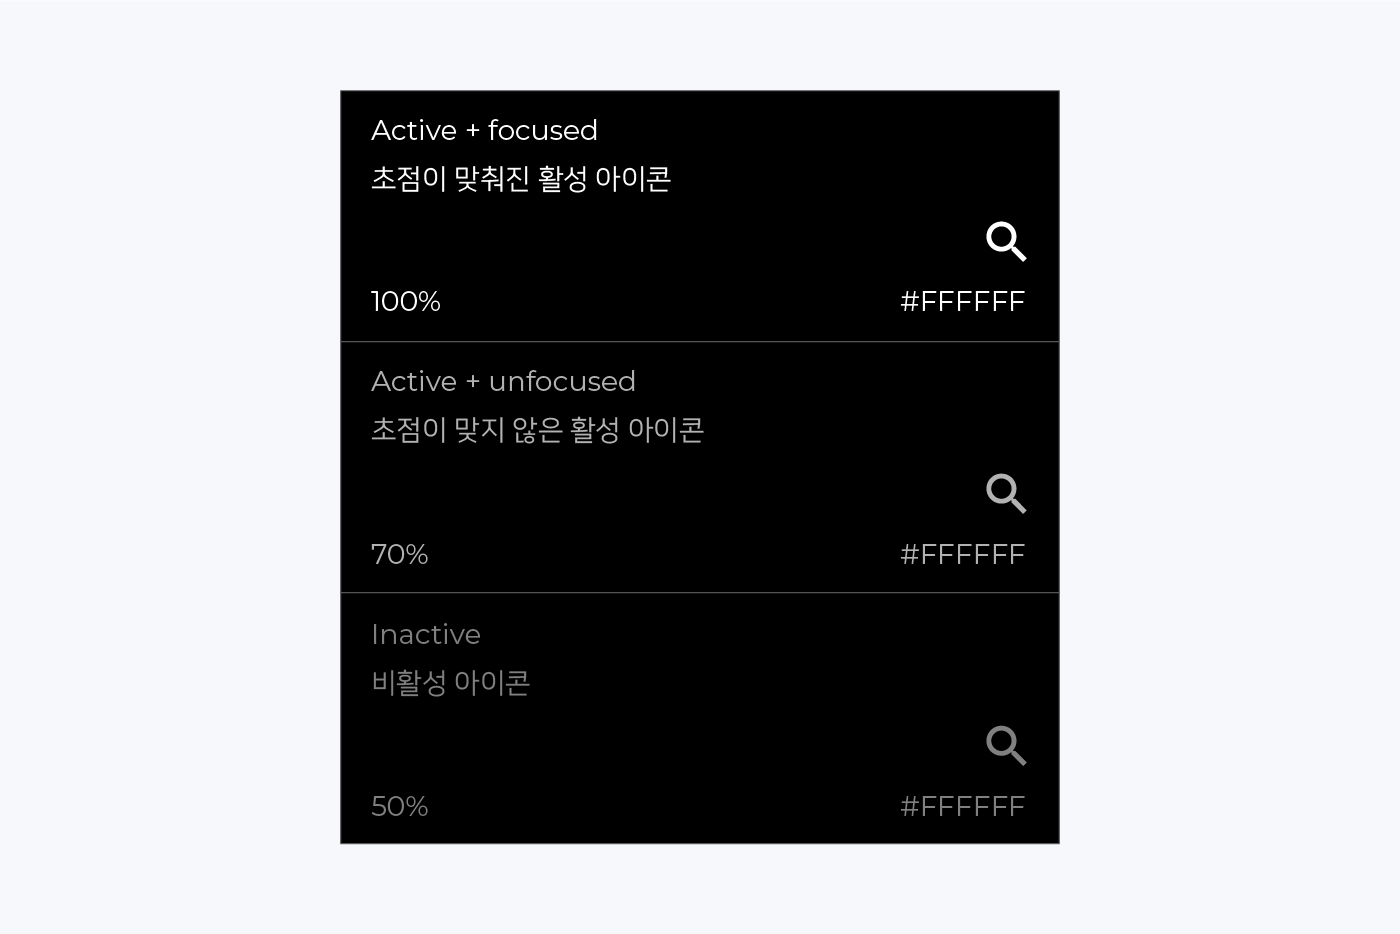 Active + focused
초점이 맞춰진 활성 아이콘
100%
#FFFFFF
Active + unfocused
초점이 맞지 않은 활성 아이콘
70%
#FFFFFF
Inactive
비활성 아이콘
50%
#FFFFFF